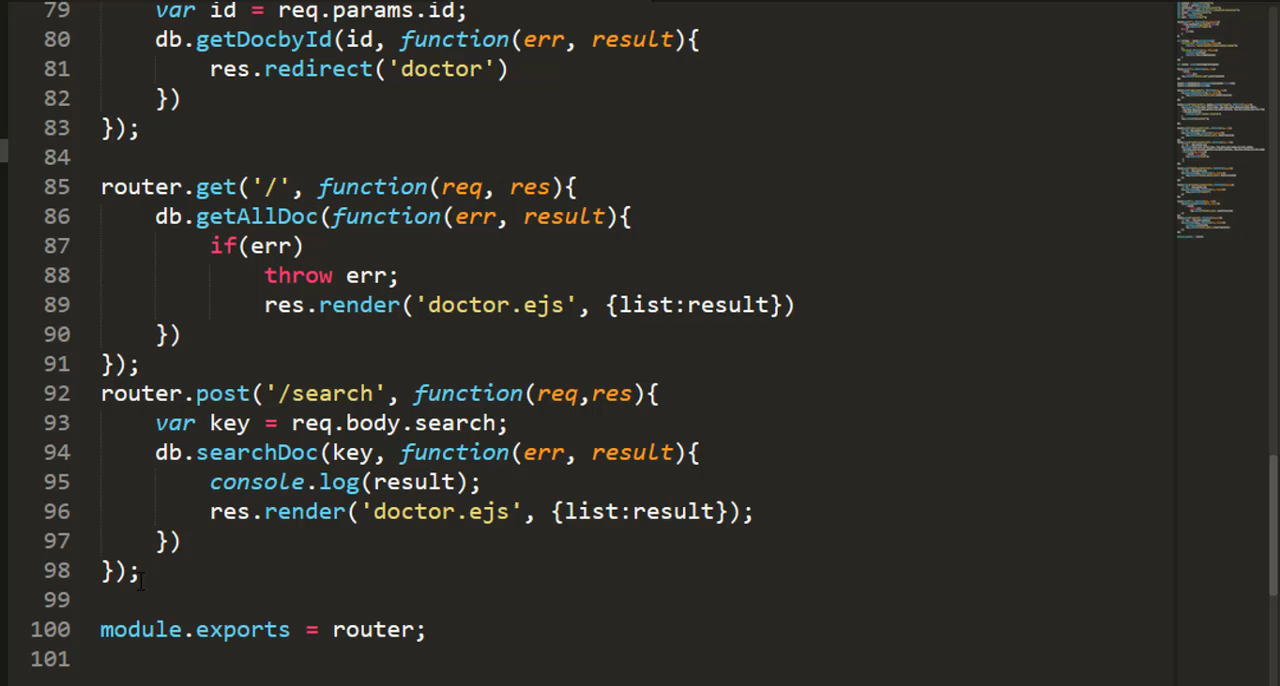 79 var id = req.params.id;
80 db.getDocbyId(id, function(err, result){
81 res.redirect('doctor')
82 })
83 });
84
85 router.get('/', function(req, res){
86 db.getAllDoc(function(err, result){
87 if(err)
88 throw err;
89 res.render('doctor.ejs', {list:result})
90 })
91 });
92 router.post('/search', function(req,res){
93 var key = req.body.search;
94 db.searchDoc(key, function(err, result){
95 console.log(result);
96 res.render('doctor.ejs', {list:result});
97 })
98 });
99
100 module.exports = router;
101